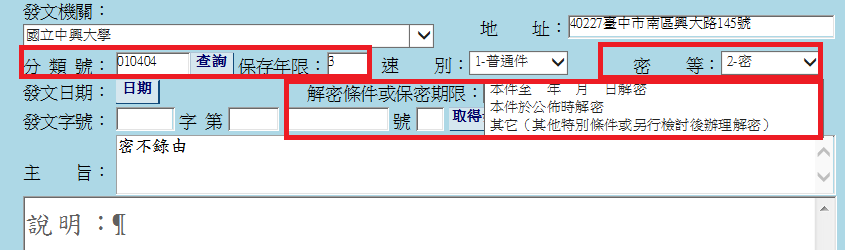 發文機關：
國立中興大學
地 址： 40227臺中市南區興大路145號
分類號： 010404 查詢 保存年限： 3 速 別： 1-普通件 密 等： 2-密
發文日期： 日期 解密條件或保密期限： 本件至 年 月 日解密
本件於公佈時解密
發文字號： 字 第 號 取得 其它（其他特別條件或另行檢討後辦理解密）
主 旨： 密不錄由
說明：¶